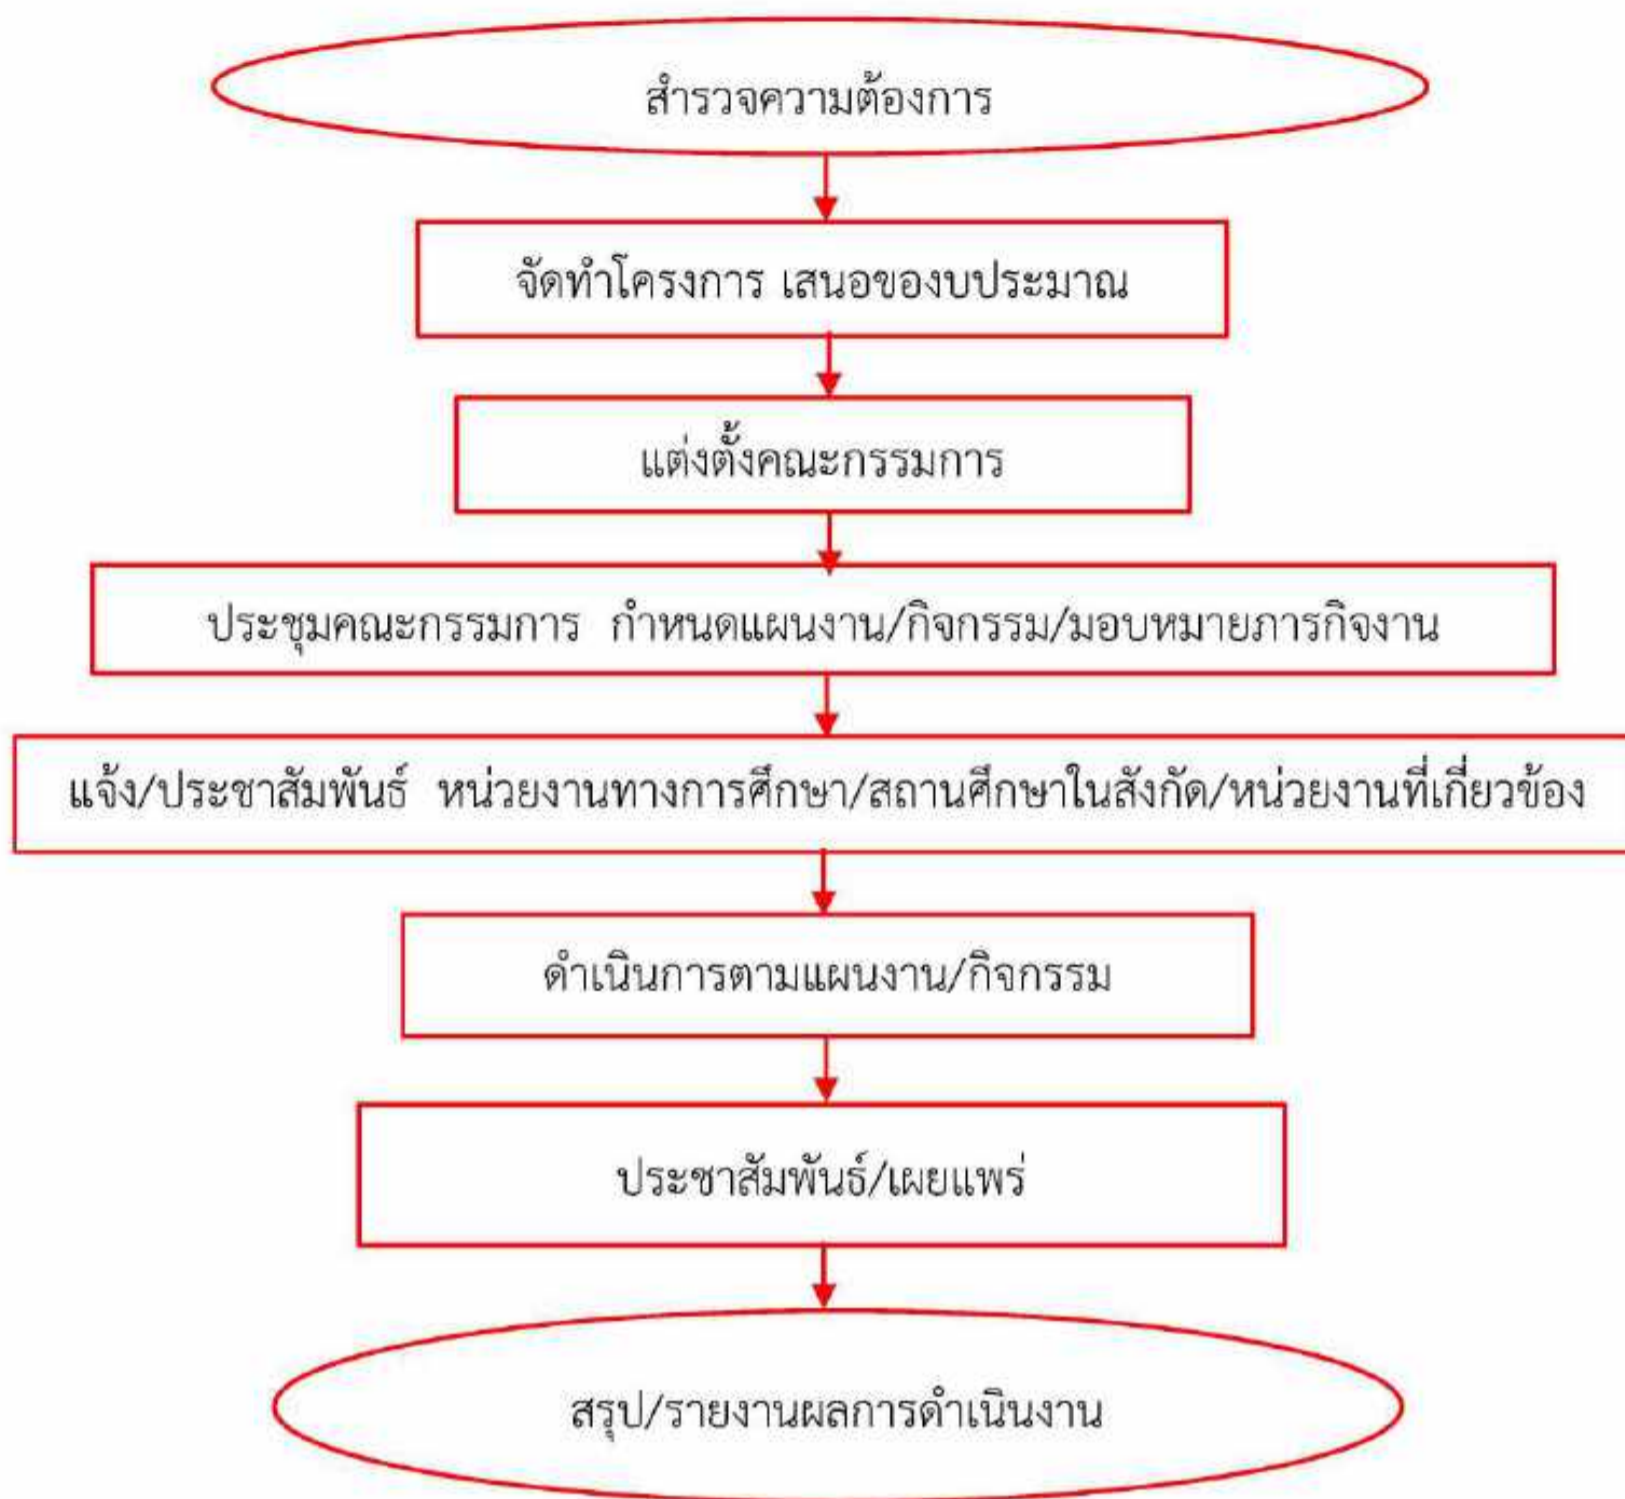 สำรวจความต้องการ
จัดทำโครงการ เสนอของบประมาณ
แต่งตั้งคณะกรรมการ
ประชุมคณะกรรมการ กำหนดแผนงาน/กิจกรรม/มอบหมายภารกิจงาน
แจ้ง/ประชาสัมพันธ์ หน่วยงานทางการศึกษา/สถานศึกษาในสังกัด/หน่วยงานที่เกี่ยวข้อง
ดำเนินการตามแผนงาน/กิจกรรม
ประชาสัมพันธ์/เผยแพร่
สรุป/รายงานผลการดำเนินงาน